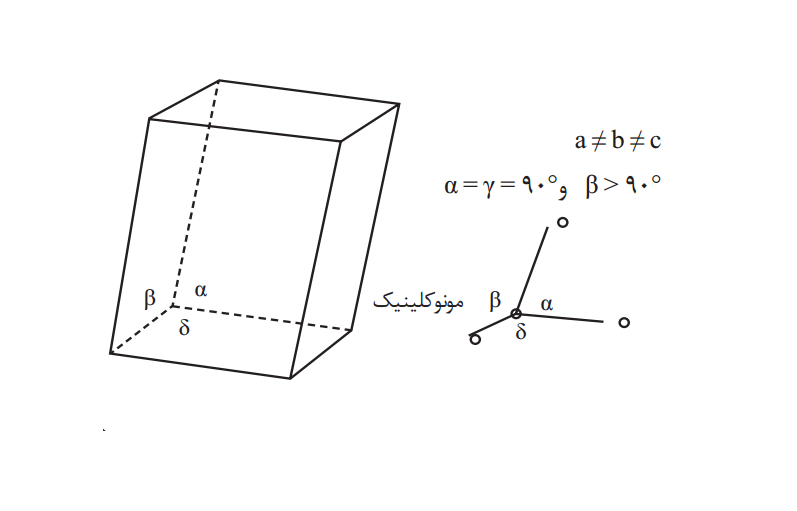 a ≠ b ≠ c
α = γ = ۹۰° و β > ۹۰°
β α
δ
مونوکلینیک
β α
δ